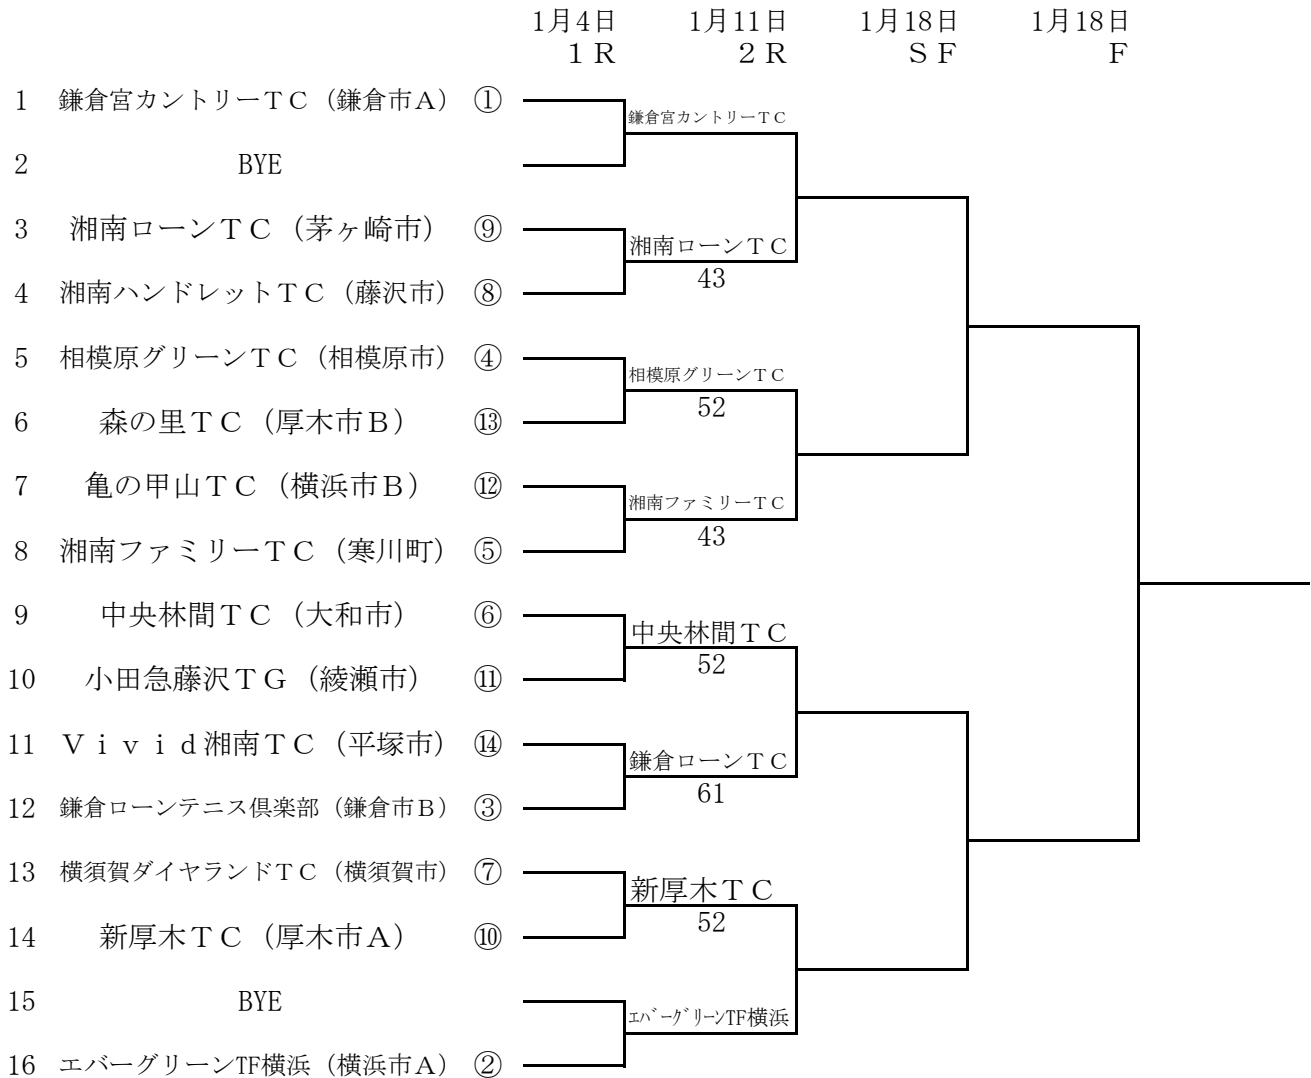 1月4日 1月11日 1月18日 1月18日
１Ｒ ２Ｒ ＳＦ Ｆ
1 鎌倉宮カントリーＴＣ（鎌倉市Ａ） ①
鎌倉宮カントリーＴＣ
2 BYE
3 湘南ローンＴＣ（茅ヶ崎市） ⑨
湘南ローンＴＣ
43
4 湘南ハンドレットＴＣ（藤沢市） ⑧
5 相模原グリーンＴＣ（相模原市） ④
相模原グリーンＴＣ
52
6 森の里ＴＣ（厚木市Ｂ） ⑬
7 亀の甲山ＴＣ（横浜市Ｂ） ⑫
湘南ファミリーＴＣ
43
8 湘南ファミリーＴＣ（寒川町） ⑤
9 中央林間ＴＣ（大和市） ⑥
中央林間ＴＣ
52
10 小田急藤沢ＴＧ（綾瀬市） ⑪
11 Ｖｉｖｉｄ湘南ＴＣ（平塚市） ⑭
鎌倉ローンＴＣ
61
12 鎌倉ローンテニス倶楽部（鎌倉市Ｂ） ③
13 横須賀ダイヤランドＴＣ（横須賀市） ⑦
新厚木ＴＣ
52
14 新厚木ＴＣ（厚木市Ａ） ⑩
15 BYE
ｴﾊﾞｰｸﾞﾘｰﾝTF横浜
16 エバーグリーンTF横浜（横浜市Ａ） ②